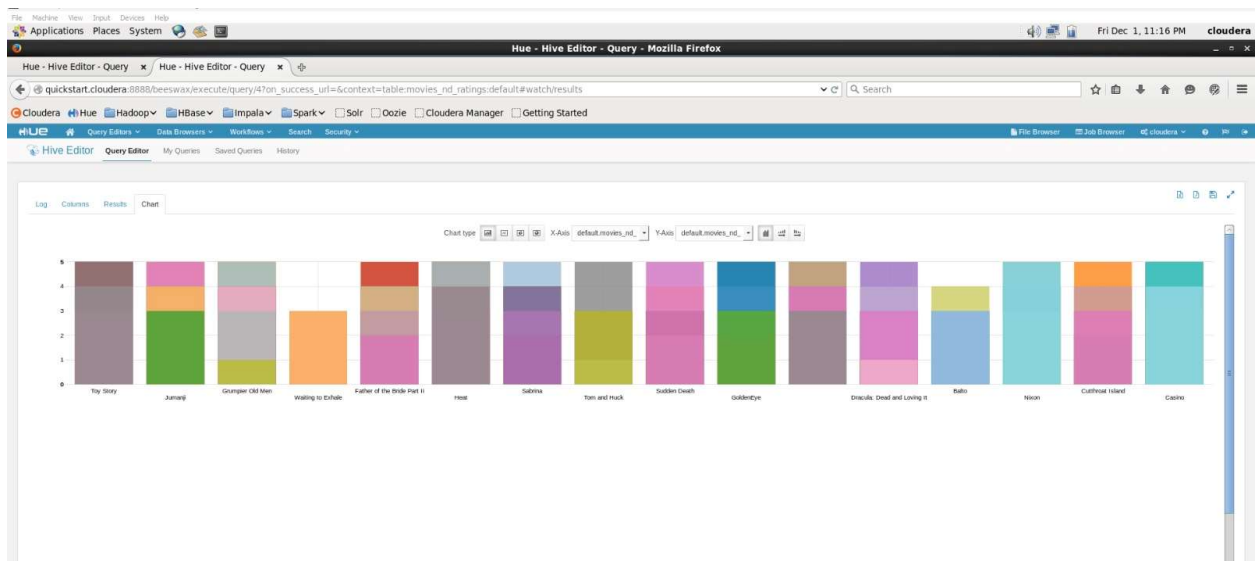 File Machine View Input Devices Help
Applications Places System Fri Dec 1, 11:16 PM cloudera
Hue - Hive Editor - Query - Mozilla Firefox
Hue - Hive Editor - Query × Hue - Hive Editor - Query ×
quickstart.cloudera:8888/beeswax/execute/query/4?on_success_url=&context=table:movies_nd_ratings:default#watch/results Search
Cloudera Hue Hadoop HBase Impala Spark Solr Oozie Cloudera Manager Getting Started
HUE Query Editors Data Browsers Workflows Search Security File Browser Job Browser cloudera
Hive Editor Query Editor My Queries Saved Queries History
Log Columns Results Chart
Chart type X-Axis default.movies_nd_ Y-Axis default.movies_nd_
5
4
3
2
1
0
Toy Story Grumpier Old Men Father of the Bride Part II Sabrina Sudden Death Balto Cutthroat Island
Jumanji Waiting to Exhale Heat Tom and Huck GoldenEye Dracula: Dead and Loving It Nixon Casino